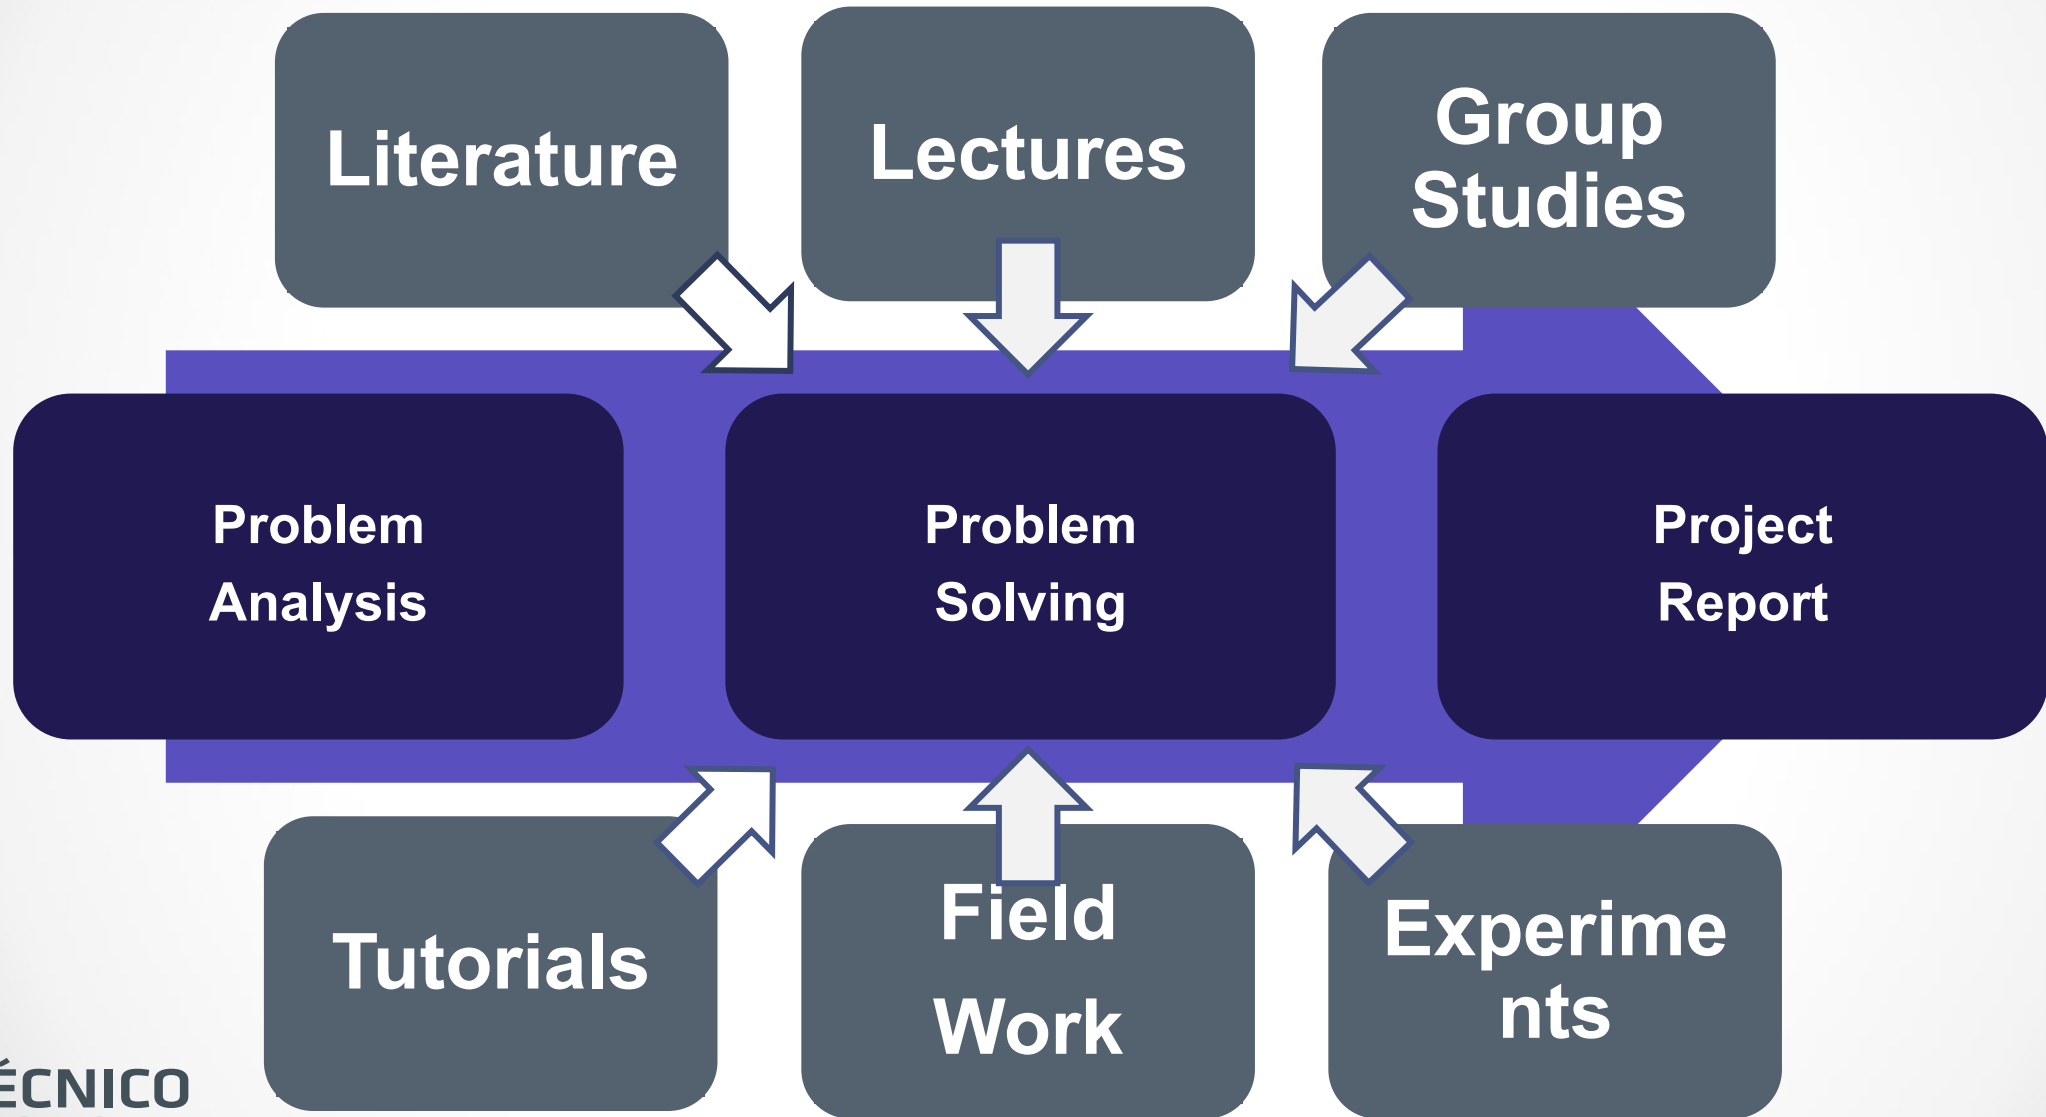 Literature
Lectures
Group
Studies
Problem
Analysis
Problem
Solving
Project
Report
Tutorials
Field
Work
Experime
nts
ÉCNICO